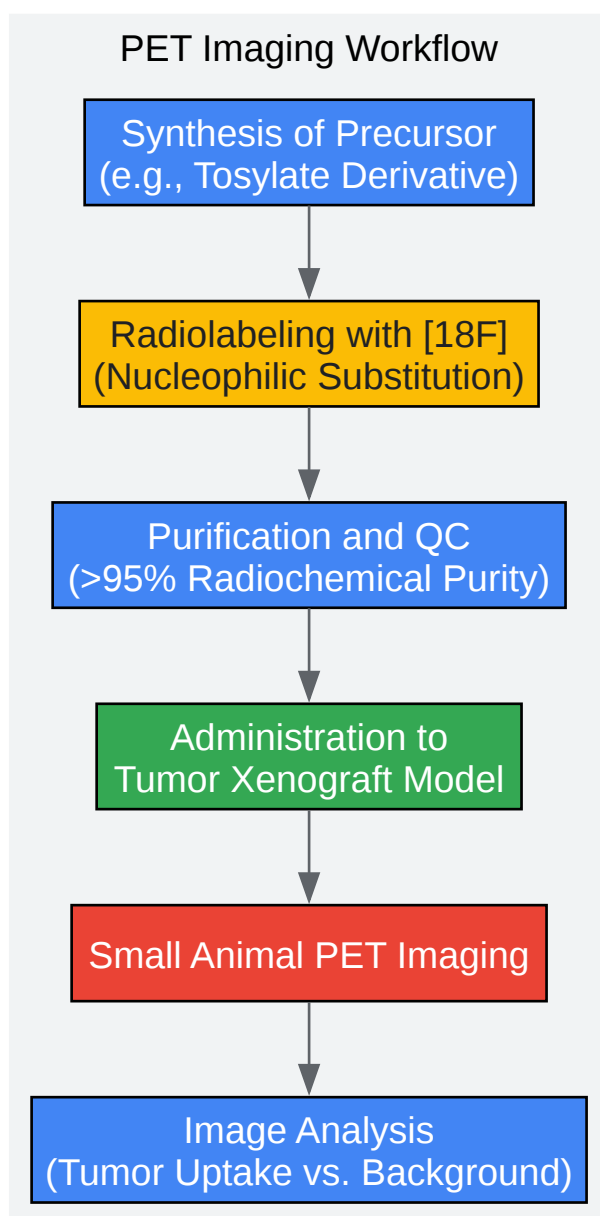 PET Imaging Workflow
Synthesis of Precursor
(e.g., Tosylate Derivative)
Radiolabeling with [18F]
(Nucleophilic Substitution)
Purification and QC
(>95% Radiochemical Purity)
Administration to
Tumor Xenograft Model
Small Animal PET Imaging
Image Analysis
(Tumor Uptake vs. Background)